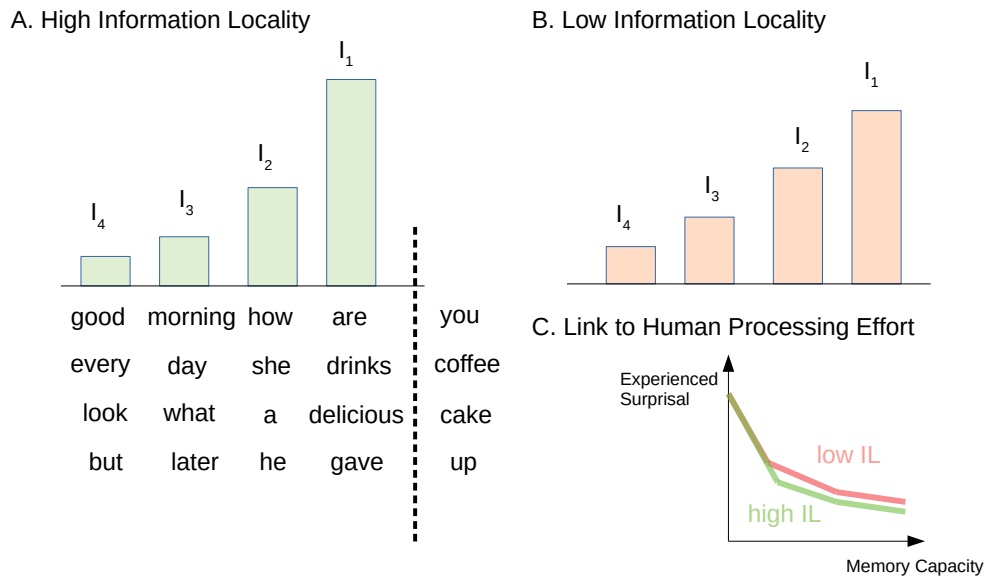 A. High Information Locality
I₁
I₂
I₃
I₄
good morning how are you
every day she drinks coffee
look what a delicious cake
but later he gave up
B. Low Information Locality
I₁
I₂
I₃
I₄
C. Link to Human Processing Effort
Experienced
Surprisal
low IL
high IL
Memory Capacity